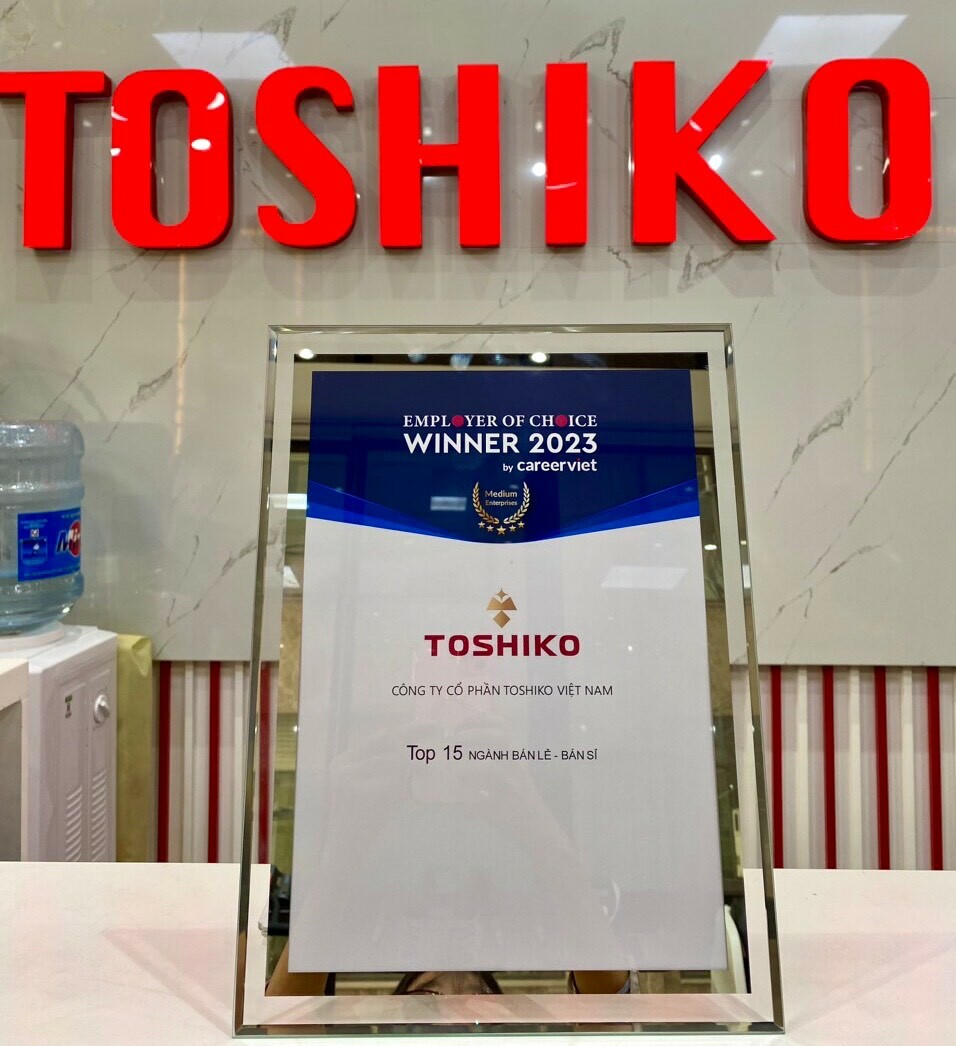 TOSHIKO
EMPLOYER OF CHOICE
WINNER 2023
by careerviet
Medium
Enterprises
TOSHIKO
CÔNG TY CỔ PHẦN TOSHIKO VIỆT NAM
Top 15 NGÀNH BÁN LẺ - BÁN SỈ